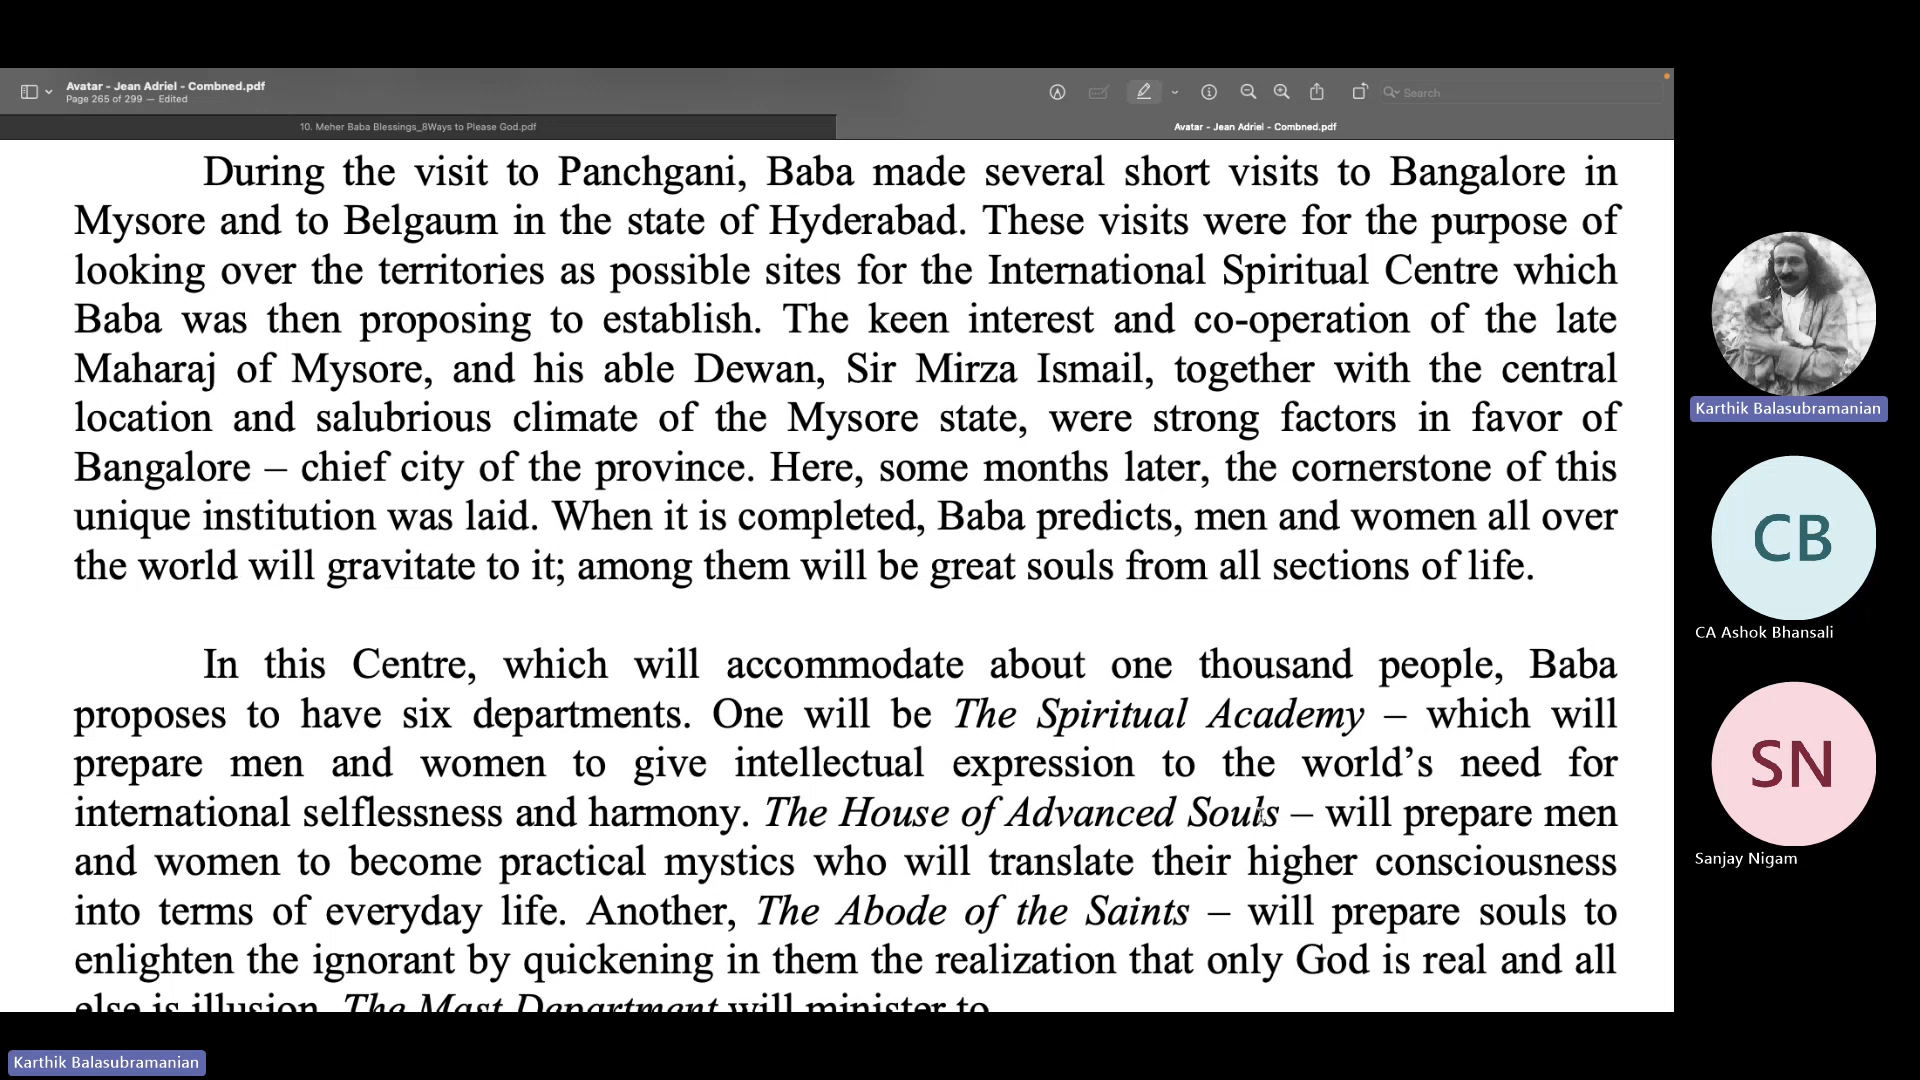 Avatar - Jean Adriel - Combned.pdf
Page 265 of 299 — Edited
Search
10. Meher Baba Blessings_8Ways to Please God.pdf
Avatar - Jean Adriel - Combned.pdf
During the visit to Panchgani, Baba made several short visits to Bangalore in
Mysore and to Belgaum in the state of Hyderabad. These visits were for the purpose of
looking over the territories as possible sites for the International Spiritual Centre which
Baba was then proposing to establish. The keen interest and co-operation of the late
Maharaj of Mysore, and his able Dewan, Sir Mirza Ismail, together with the central
location and salubrious climate of the Mysore state, were strong factors in favor of
Bangalore – chief city of the province. Here, some months later, the cornerstone of this
unique institution was laid. When it is completed, Baba predicts, men and women all over
the world will gravitate to it; among them will be great souls from all sections of life.
In this Centre, which will accommodate about one thousand people, Baba
proposes to have six departments. One will be The Spiritual Academy – which will
prepare men and women to give intellectual expression to the world’s need for
international selflessness and harmony. The House of Advanced Souls – will prepare men
and women to become practical mystics who will translate their higher consciousness
into terms of everyday life. Another, The Abode of the Saints – will prepare souls to
enlighten the ignorant by quickening in them the realization that only God is real and all
else is illusion. The Mast Department will minister to
Karthik Balasubramanian
CB
CA Ashok Bhansali
SN
Sanjay Nigam
Karthik Balasubramanian